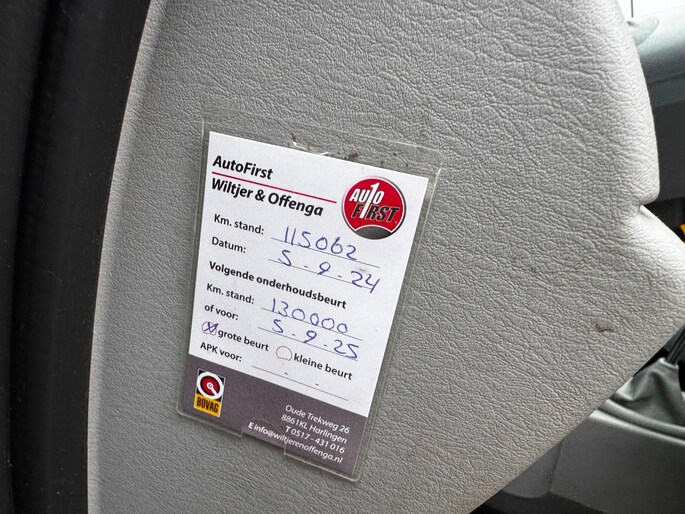 AutoFirst
Wiltjer & Offenga
AUTO
FIRST
Km. stand: 115062
Datum: 5-9-24
Volgende onderhoudsbeurt
Km. stand: 130000
of voor: 5-9-25
grote beurt kleine beurt
APK voor: - -
BOVAG
Oude Trekweg 26
8861KL Harlingen
T 0517 - 431 016
E info@wiltjerenoffenga.nl